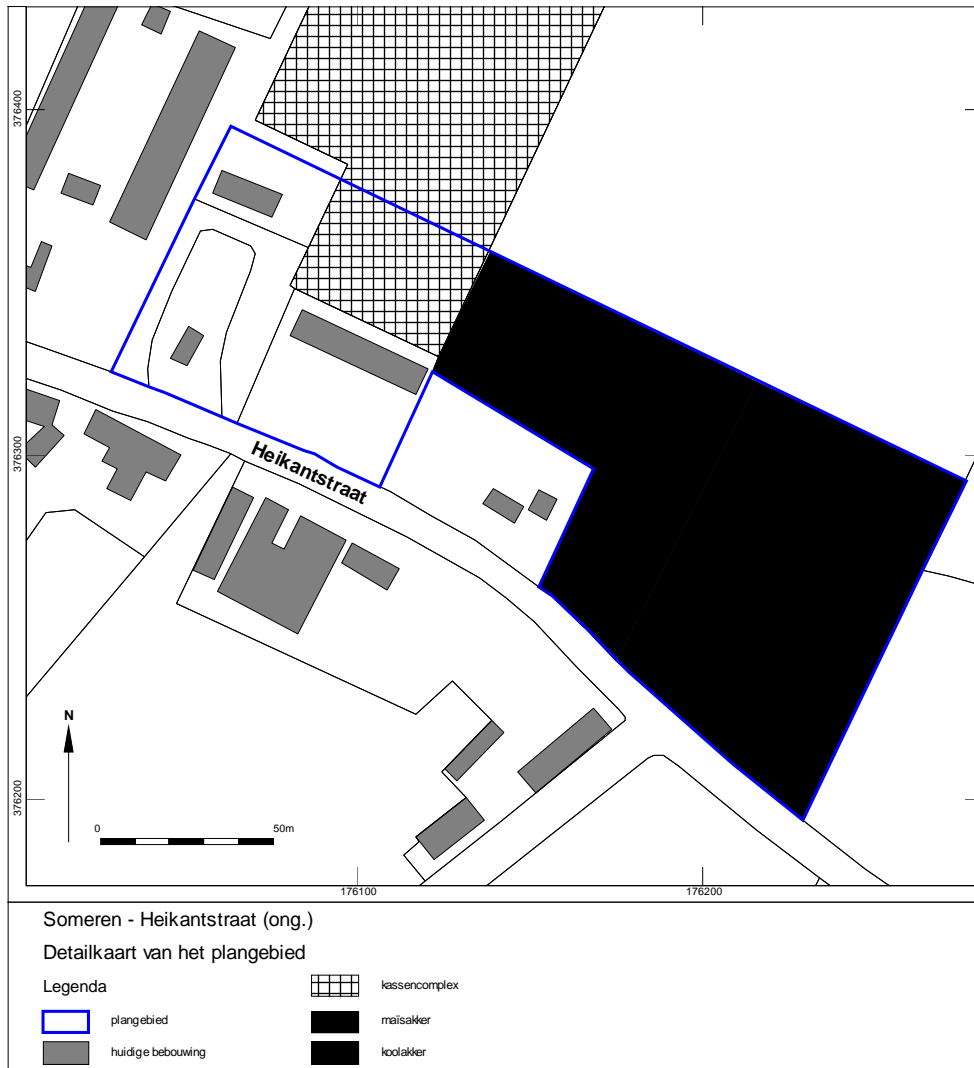 376400
376300
Heikantstraat
376200
N
0 50m
176100 176200
Someren - Heikantstraat (ong.)
Detailkaart van het plangebied
Legenda
plangebied
huidige bebouwing
kassencomplex
maïsakker
koolakker